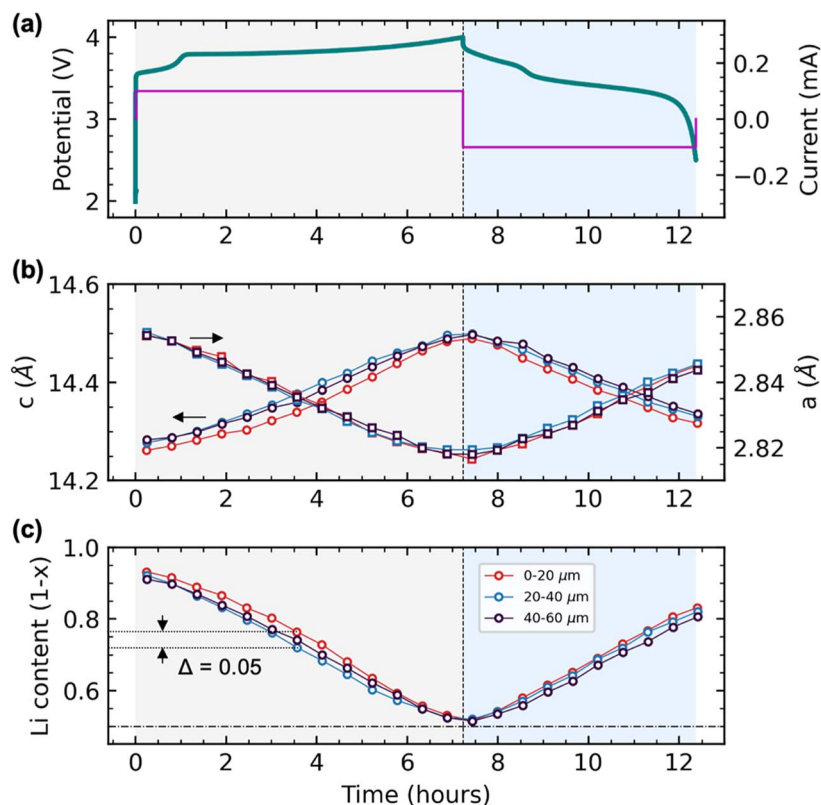 (a)
4
3
2
Potential (V)
0.2
0.0
−0.2
Current (mA)
0 2 4 6 8 10 12
(b)
14.6
14.4
14.2
c (Å)
2.86
2.84
2.82
a (Å)
0 2 4 6 8 10 12
(c)
1.0
0.8
0.6
Li content (1-x)
Δ = 0.05
0-20 μm
20-40 μm
40-60 μm
0 2 4 6 8 10 12
Time (hours)